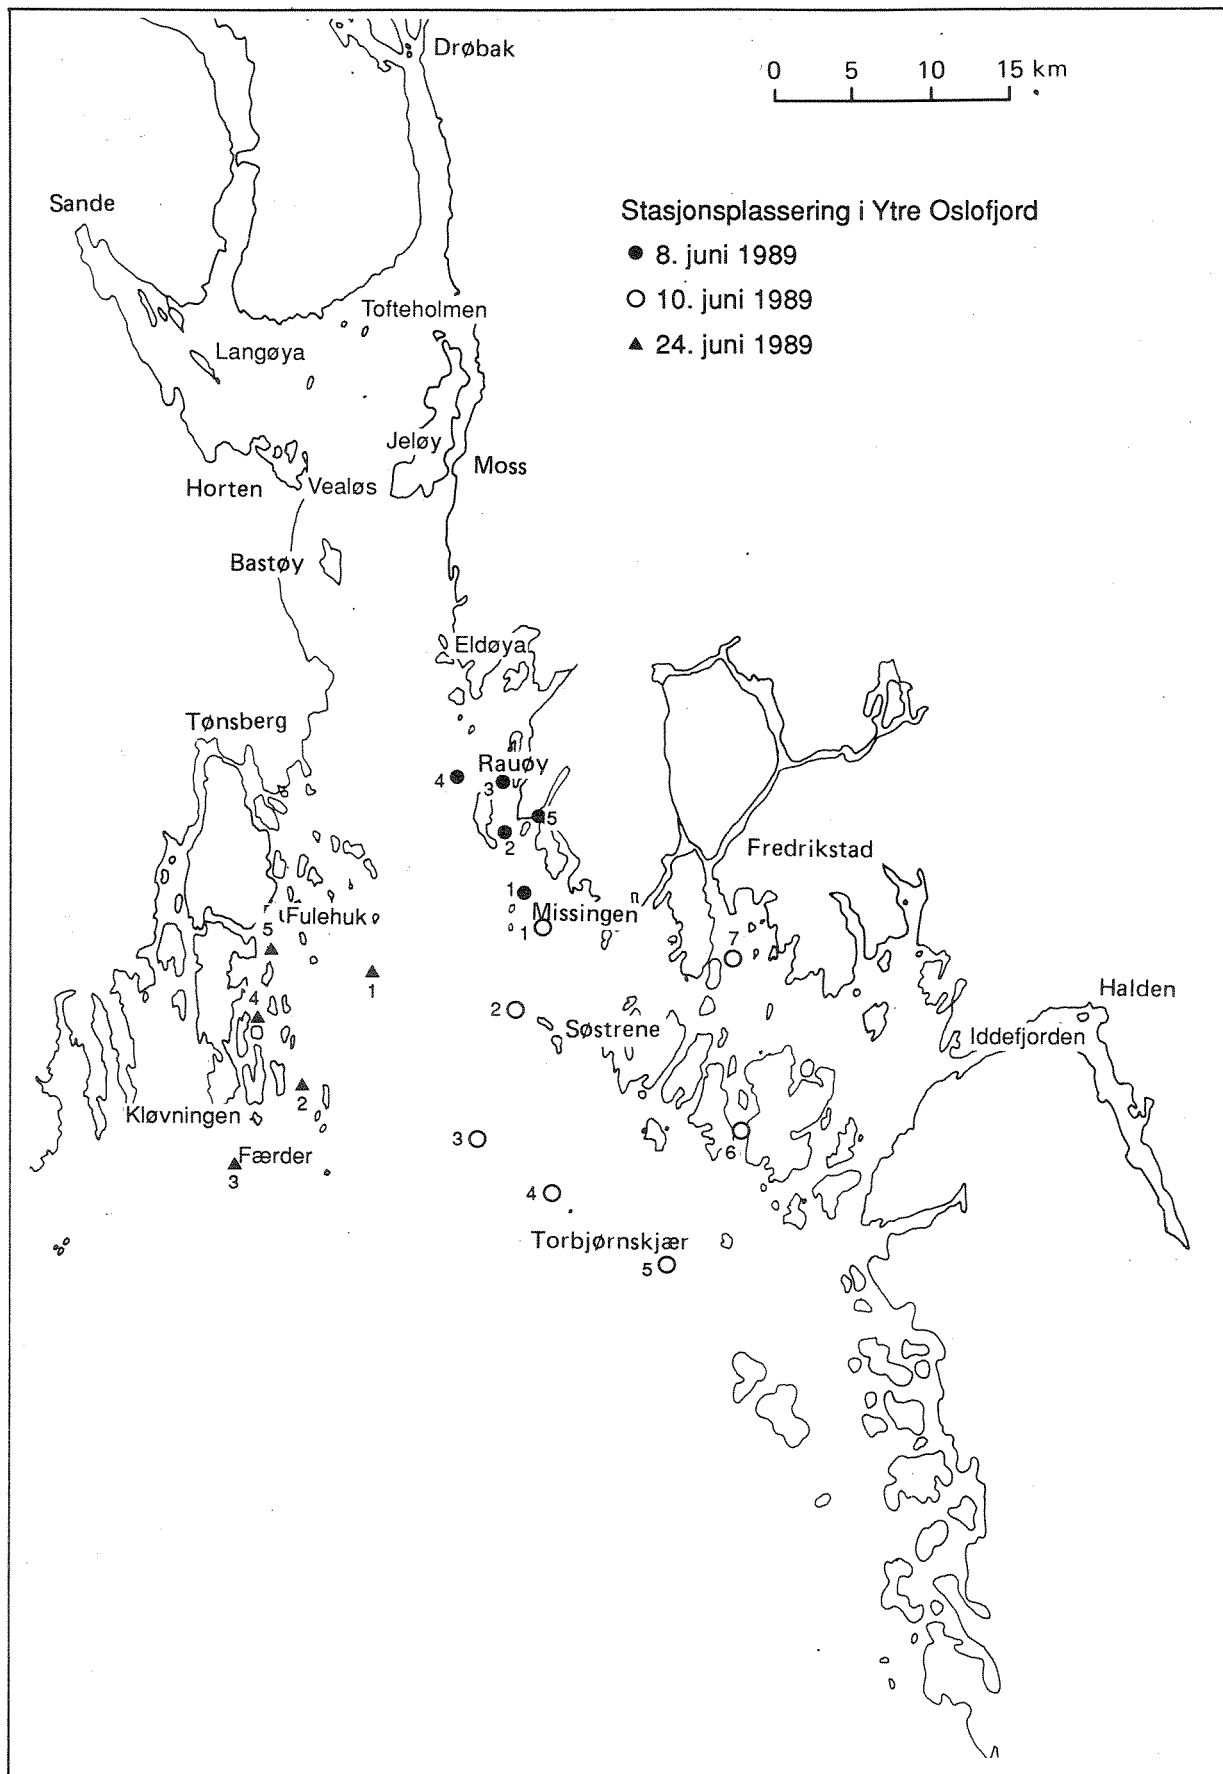 Drøbak
0 5 10 15 km
Sande
Stasjonsplassering i Ytre Oslofjord
● 8. juni 1989
○ 10. juni 1989
▲ 24. juni 1989
Tofteholmen
Langøya
Jeløy
Moss
Horten
Vealøs
Bastøy
Eldøya
Tønsberg
Rauøy
4
3
5
2
Fredrikstad
1
Missingen
1
Fulehuk
5
7
1
4
2
Søstrene
Halden
Iddefjorden
2
Kløvningen
3
6
Færder
3
4
Torbjørnskjær
5